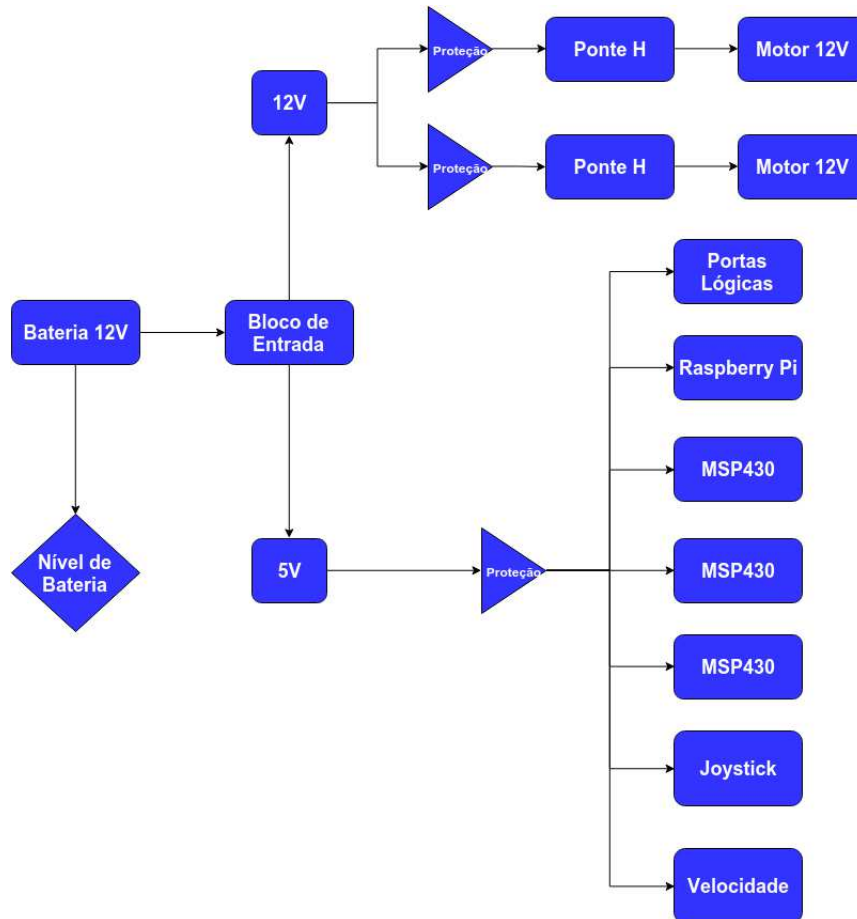 Proteção
Ponte H
Motor 12V
12V
Proteção
Ponte H
Motor 12V
Portas
Lógicas
Bateria 12V
Bloco de
Entrada
Raspberry Pi
MSP430
Nível de
Bateria
5V
Proteção
MSP430
MSP430
Joystick
Velocidade